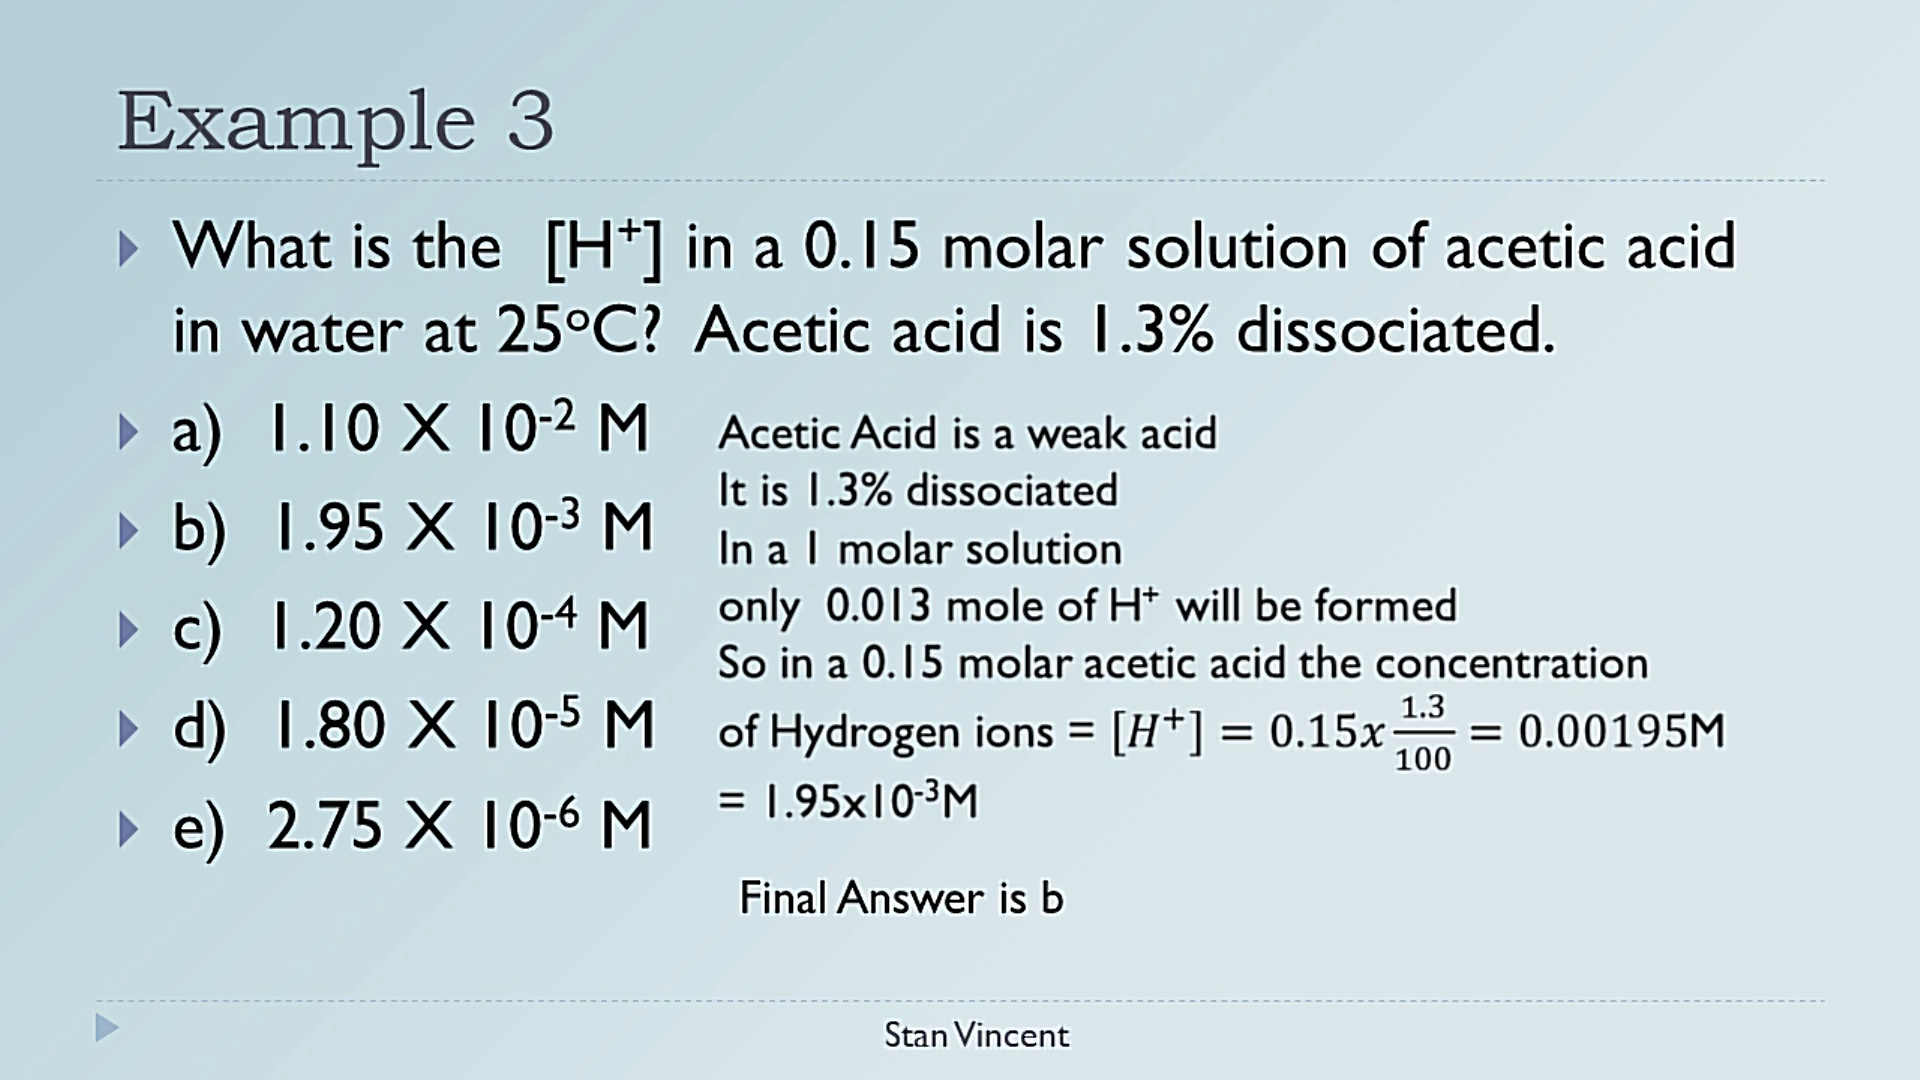 Example 3
What is the [H⁺] in a 0.15 molar solution of acetic acid
in water at 25°C? Acetic acid is 1.3% dissociated.
a) 1.10 X 10⁻² M
b) 1.95 X 10⁻³ M
c) 1.20 X 10⁻⁴ M
d) 1.80 X 10⁻⁵ M
e) 2.75 X 10⁻⁶ M
Acetic Acid is a weak acid
It is 1.3% dissociated
In a 1 molar solution
only 0.013 mole of H⁺ will be formed
So in a 0.15 molar acetic acid the concentration
of Hydrogen ions = [H⁺] = 0.15x 1.3/100 = 0.00195M
= 1.95x10⁻³M
Final Answer is b
Stan Vincent